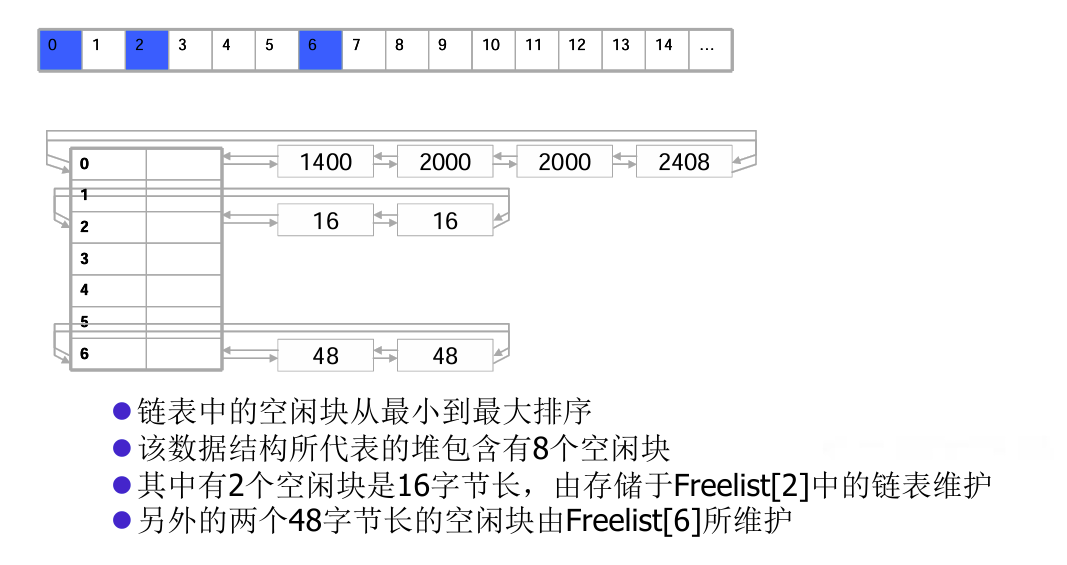 0 1 2 3 4 5 6 7 8 9 10 11 12 13 14 ...
0 1400 2000 2000 2408
1
2 16 16
3
4
5
6 48 48
链表中的空闲块从最小到最大排序
该数据结构所代表的堆包含有8个空闲块
其中有2个空闲块是16字节长，由存储于Freelist[2]中的链表维护
另外的两个48字节长的空闲块由Freelist[6]所维护